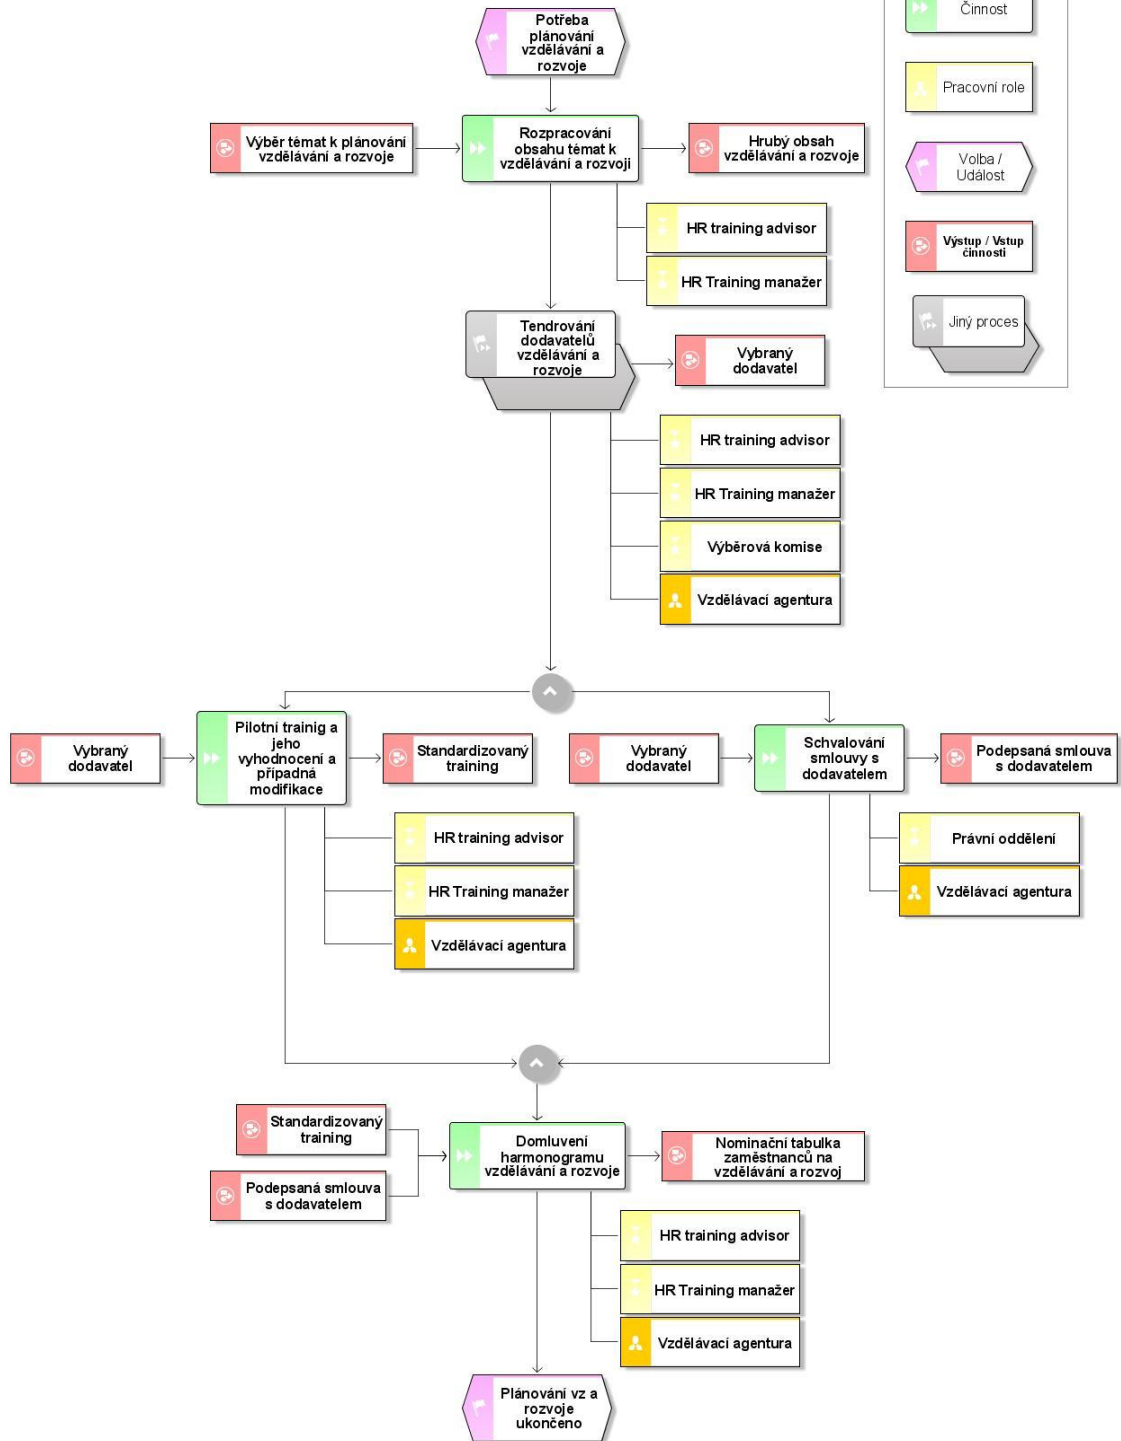 Potřeba
plánování
vzdělávání a
rozvoje
Činnost
Pracovní role
Volba /
Událost
Výstup / Vstup
činnosti
Jiný proces
Výběr témat k plánování
vzdělávání a rozvoje
Rozpracování
obsahu témat k
vzdělávání a rozvoji
Hrubý obsah
vzdělávání a rozvoje
HR training advisor
HR Training manažer
Tendrování
dodavatelů
vzdělávání a
rozvoje
Vybraný
dodavatel
HR training advisor
HR Training manažer
Výběrová komise
Vzdělávací agentura
Vybraný
dodavatel
Pilotní trainig a
jeho
vyhodnocení a
případná
modifikace
Standardizovaný
training
Vybraný
dodavatel
Schvalování
smlouvy s
dodavatelem
Podepsaná smlouva
s dodavatelem
HR training advisor
HR Training manažer
Vzdělávací agentura
Právní oddělení
Vzdělávací agentura
Standardizovaný
training
Podepsaná smlouva
s dodavatelem
Domluvení
harmonogramu
vzdělávání a rozvoje
Nominační tabulka
zaměstnanců na
vzdělávání a rozvoj
HR training advisor
HR Training manažer
Vzdělávací agentura
Plánování vz a
rozvoje
ukončeno